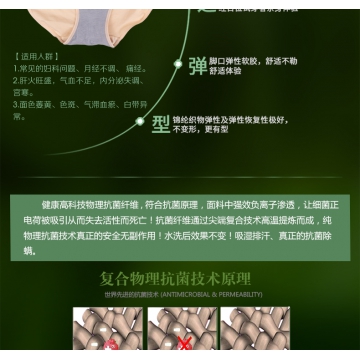 【适用人群】
1.常见的妇科问题、月经不调、痛经。
2.肝火旺盛，气血不足，内分泌失调、
宫寒。
3.面色萎黄、色斑、气滞血瘀、白带异
常。
弹 脚口弹性软胶，舒适不勒
舒适体验
型 锦纶织物弹性及弹性恢复性极好，
不变形，更有型
健康高科技物理抗菌纤维，符合抗菌原理，面料中强效负离子渗透，让细菌正
电荷被吸引从而失去活性而死亡！抗菌纤维通过尖端复合技术高温提炼而成，纯
物理抗菌技术真正的安全无副作用！水洗后效果不变！吸湿排汗、真正的抗菌除
螨。
复合物理抗菌技术原理
世界先进的抗菌技术 (ANTIMICROBIAL & PERMEABILITY)